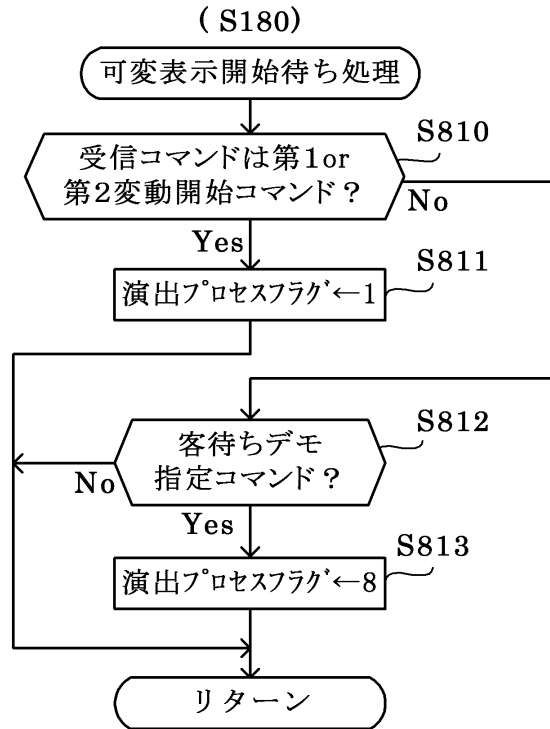 (S180)
可変表示開始待ち処理
S810
受信コマンドは第1or
第2変動開始コマンド？
No
Yes
S811
演出ﾌﾟﾛｾｽﾌﾗｸﾞ←1
S812
客待ちデモ
指定コマンド？
No
Yes
S813
演出ﾌﾟﾛｾｽﾌﾗｸﾞ←8
リターン